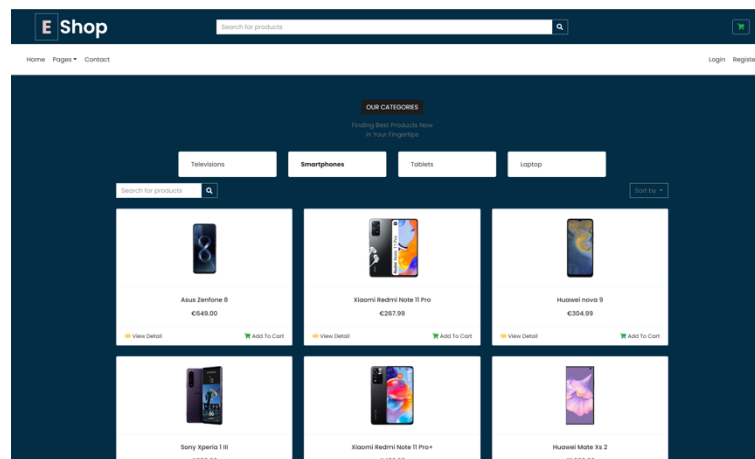 E Shop
Search for products
Home Pages Contact
Login Registe
OUR CATEGORIES
Finding Best Products Now
in Your Fingertips
Televisions Smartphones Tablets Laptop
Search for products
Sort by
Asus Zenfone 8 Xiaomi Redmi Note 11 Pro Huawei nova 9
€649.00 €267.99 €304.99
View Detail Add To Cart View Detail Add To Cart View Detail Add To Cart
Sony Xperia 1 III Xiaomi Redmi Note 11 Pro+ Huawei Mate Xs 2